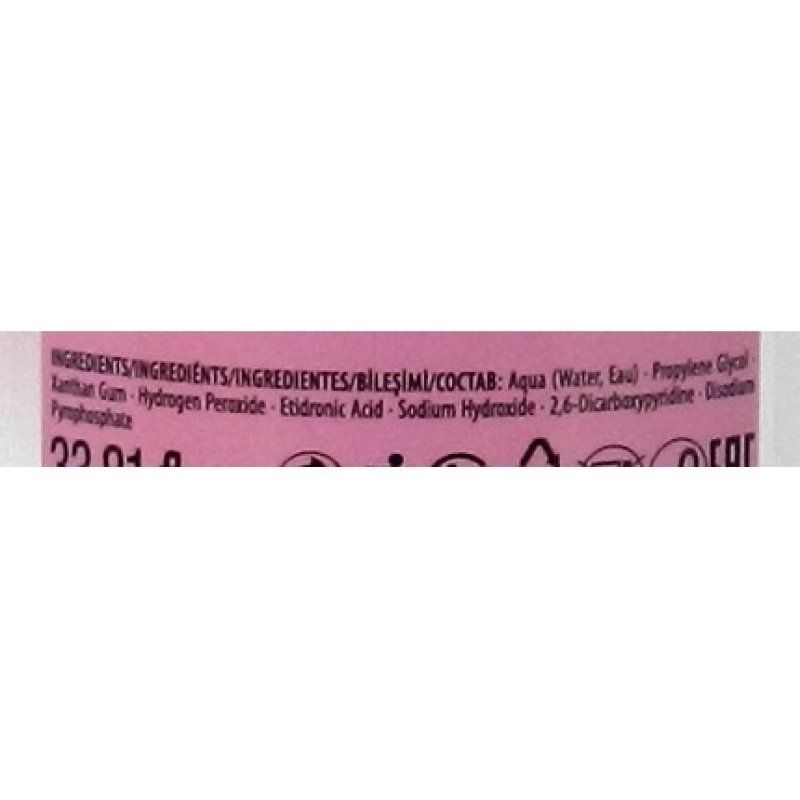 INGREDIENTS/INGREDIÉNTS/INGREDIENTES/BİLEŞİMİ/СОСТАВ: Aqua (Water, Eau) · Propylene Glycol ·
Xanthan Gum · Hydrogen Peroxide · Etidronic Acid · Sodium Hydroxide · 2,6-Dicarboxypyridine · Disodium
Pyrophosphate